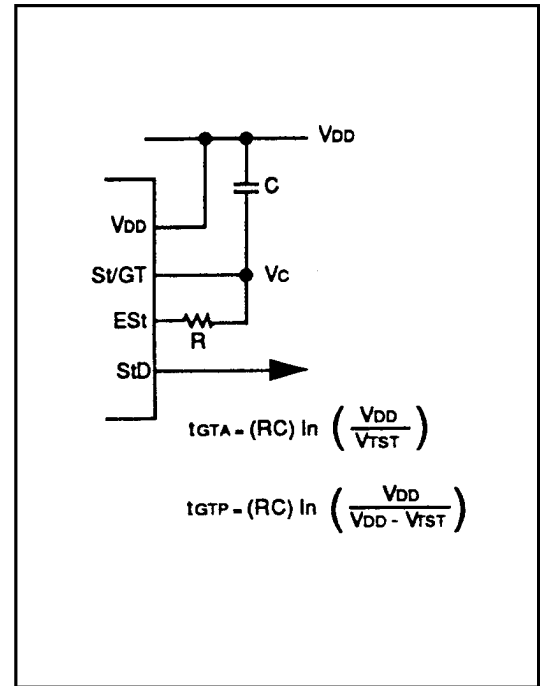 VDD
C
VDD
St/GT
VC
ESt
R
StD
tGTA = (RC) ln ( VDD / VTST )
tGTP = (RC) ln ( VDD / VDD - VTST )